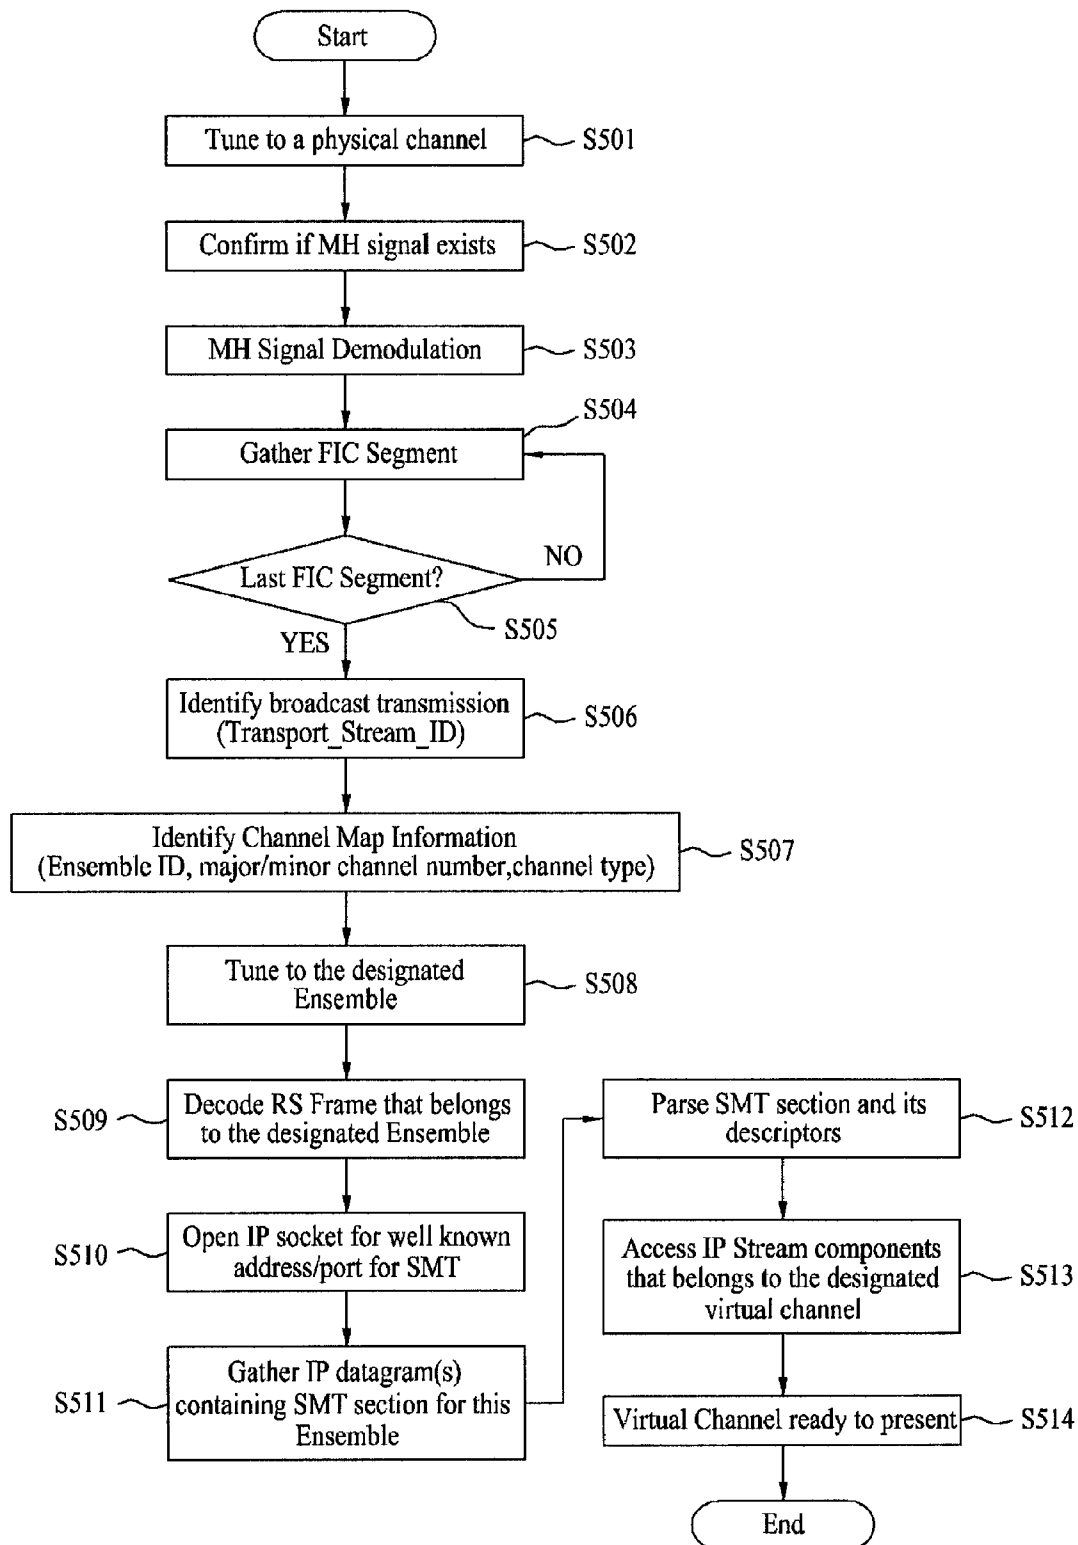 Start
Tune to a physical channel
S501
Confirm if MH signal exists
S502
MH Signal Demodulation
S503
S504
Gather FIC Segment
NO
Last FIC Segment?
S505
YES
Identify broadcast transmission
(Transport_Stream_ID)
S506
Identify Channel Map Information
(Ensemble ID, major/minor channel number,channel type)
S507
Tune to the designated
Ensemble
S508
S509
Decode RS Frame that belongs
to the designated Ensemble
S510
Open IP socket for well known
address/port for SMT
S511
Gather IP datagram(s)
containing SMT section for this
Ensemble
Parse SMT section and its
descriptors
S512
Access IP Stream components
that belongs to the designated
virtual channel
S513
Virtual Channel ready to present
S514
End